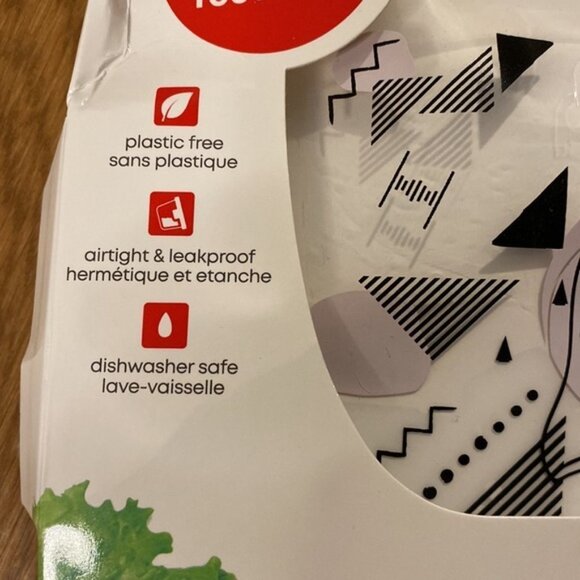 plastic free
sans plastique
airtight & leakproof
hermétique et etanche
dishwasher safe
lave-vaisselle